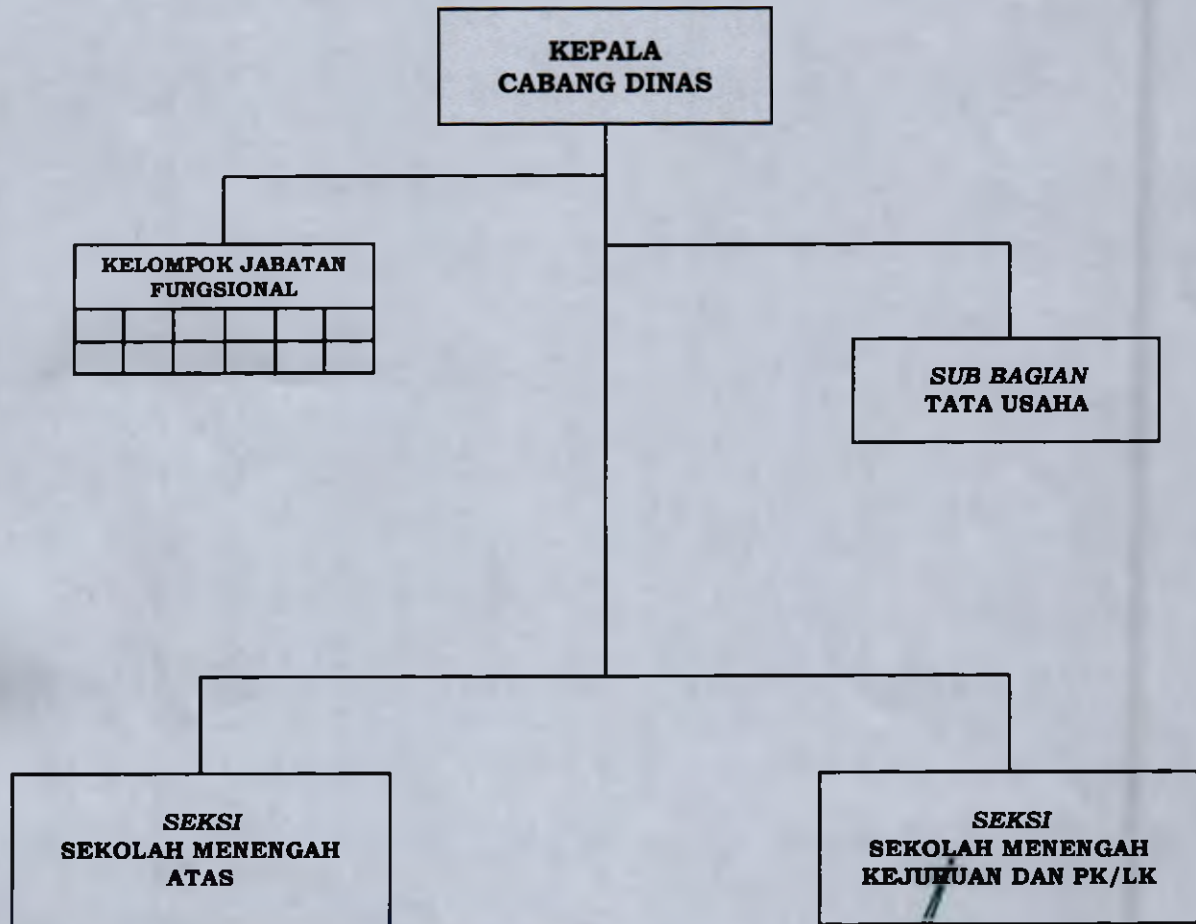 KEPALA
CABANG DINAS
KELOMPOK JABATAN
FUNGSIONAL
SUB BAGIAN
TATA USAHA
SEKSI
SEKOLAH MENENGAH
ATAS
SEKSI
SEKOLAH MENENGAH
KEJURUAN DAN PK/LK